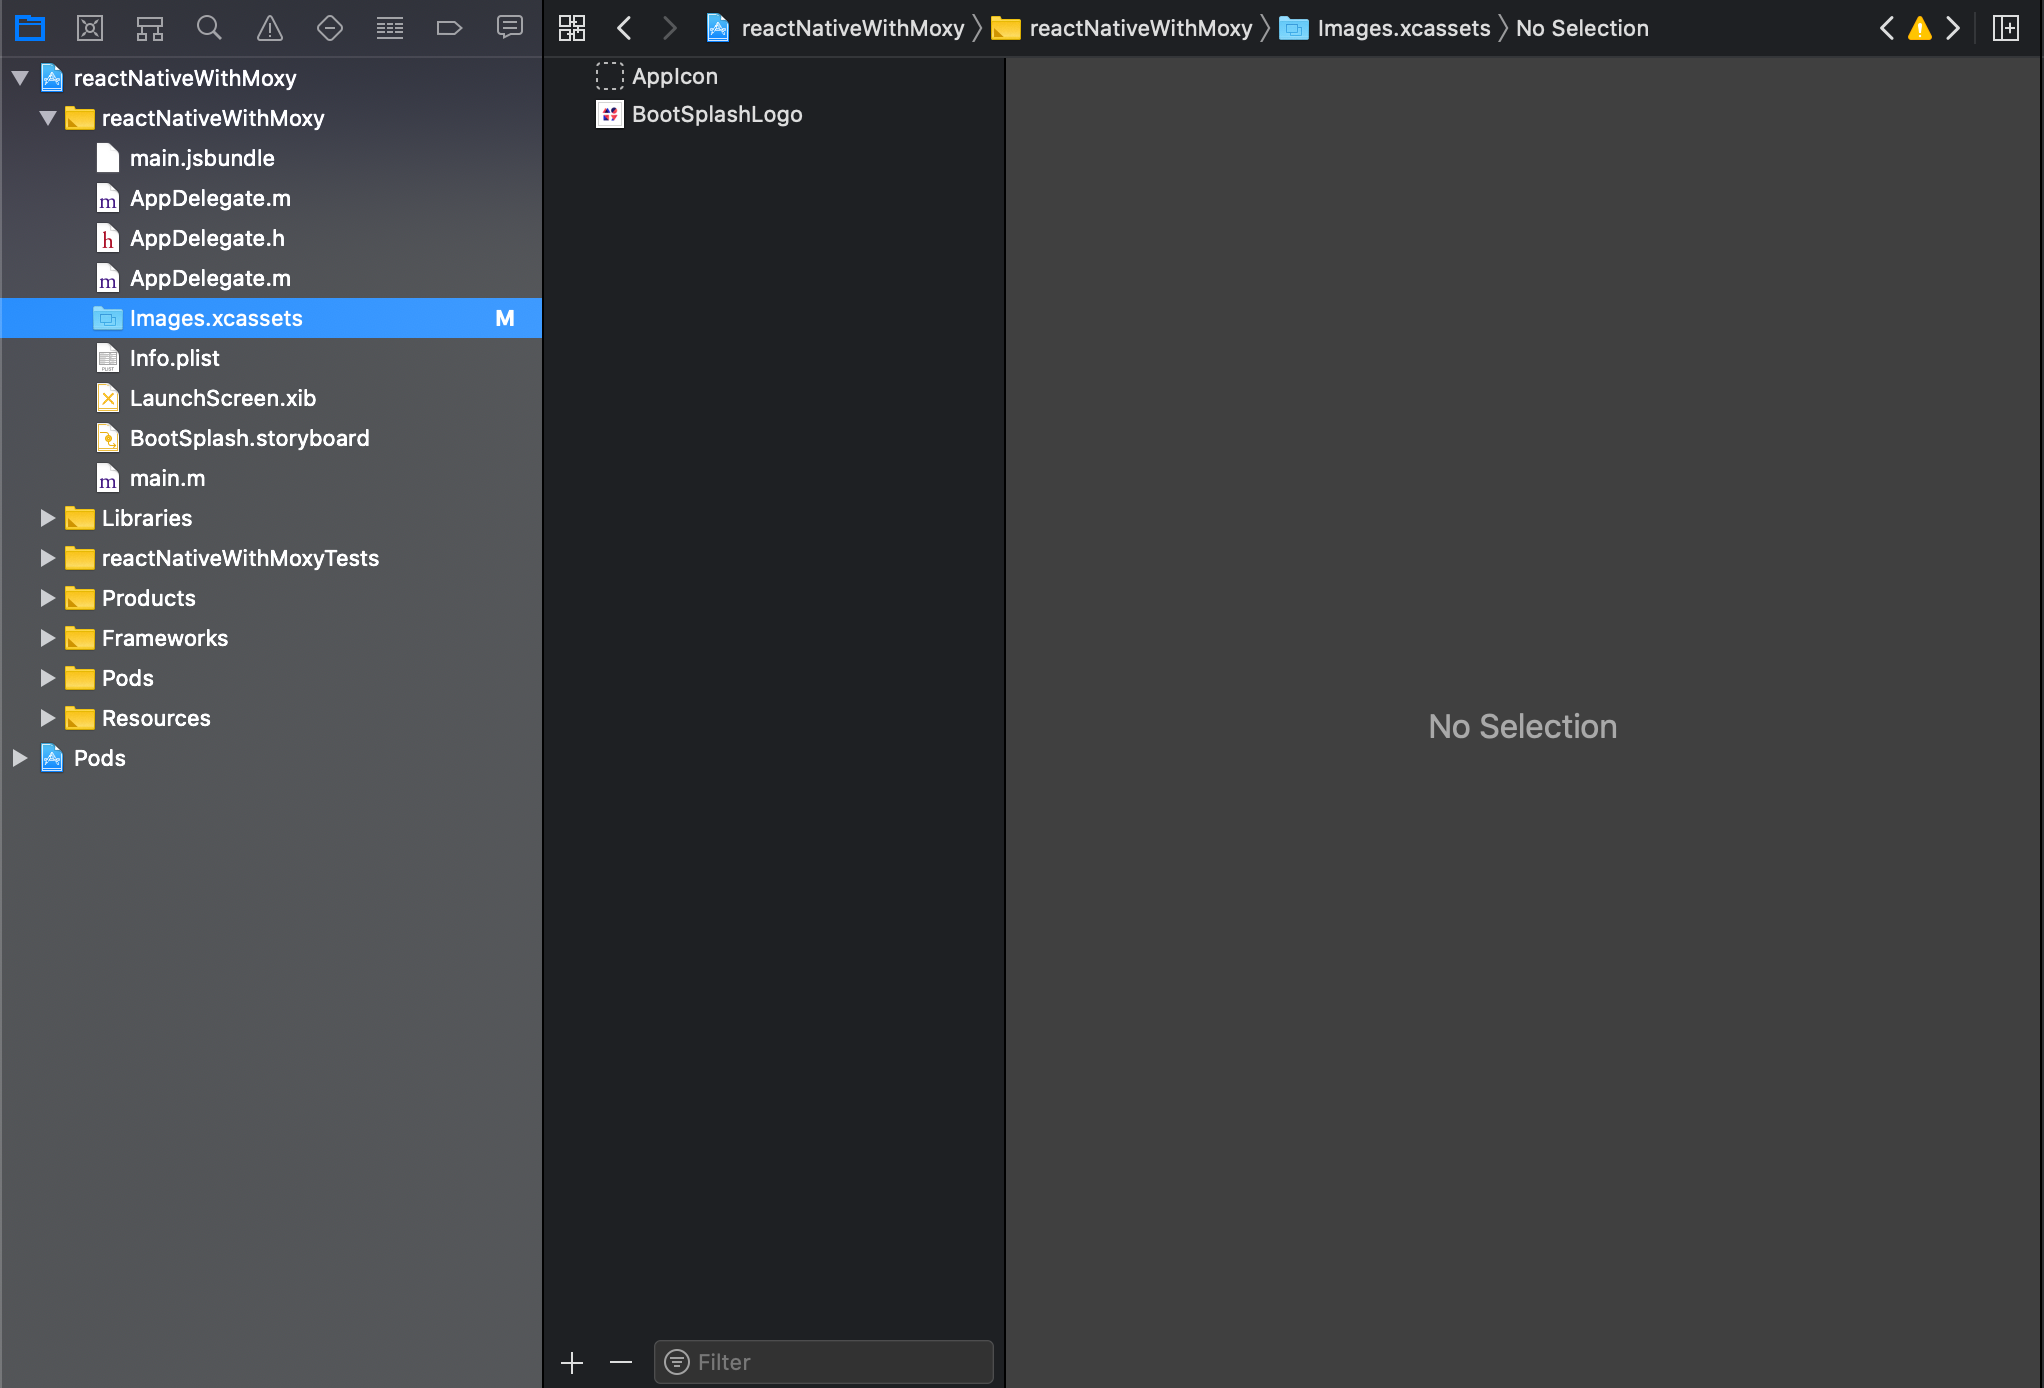 reactNativeWithMoxy reactNativeWithMoxy Images.xcassets No Selection
reactNativeWithMoxy
reactNativeWithMoxy
main.jsbundle
m AppDelegate.m
h AppDelegate.h
m AppDelegate.m
Images.xcassets M
Info.plist
LaunchScreen.xib
BootSplash.storyboard
m main.m
Libraries
reactNativeWithMoxyTests
Products
Frameworks
Pods
Resources
Pods
AppIcon
BootSplashLogo
Filter
No Selection